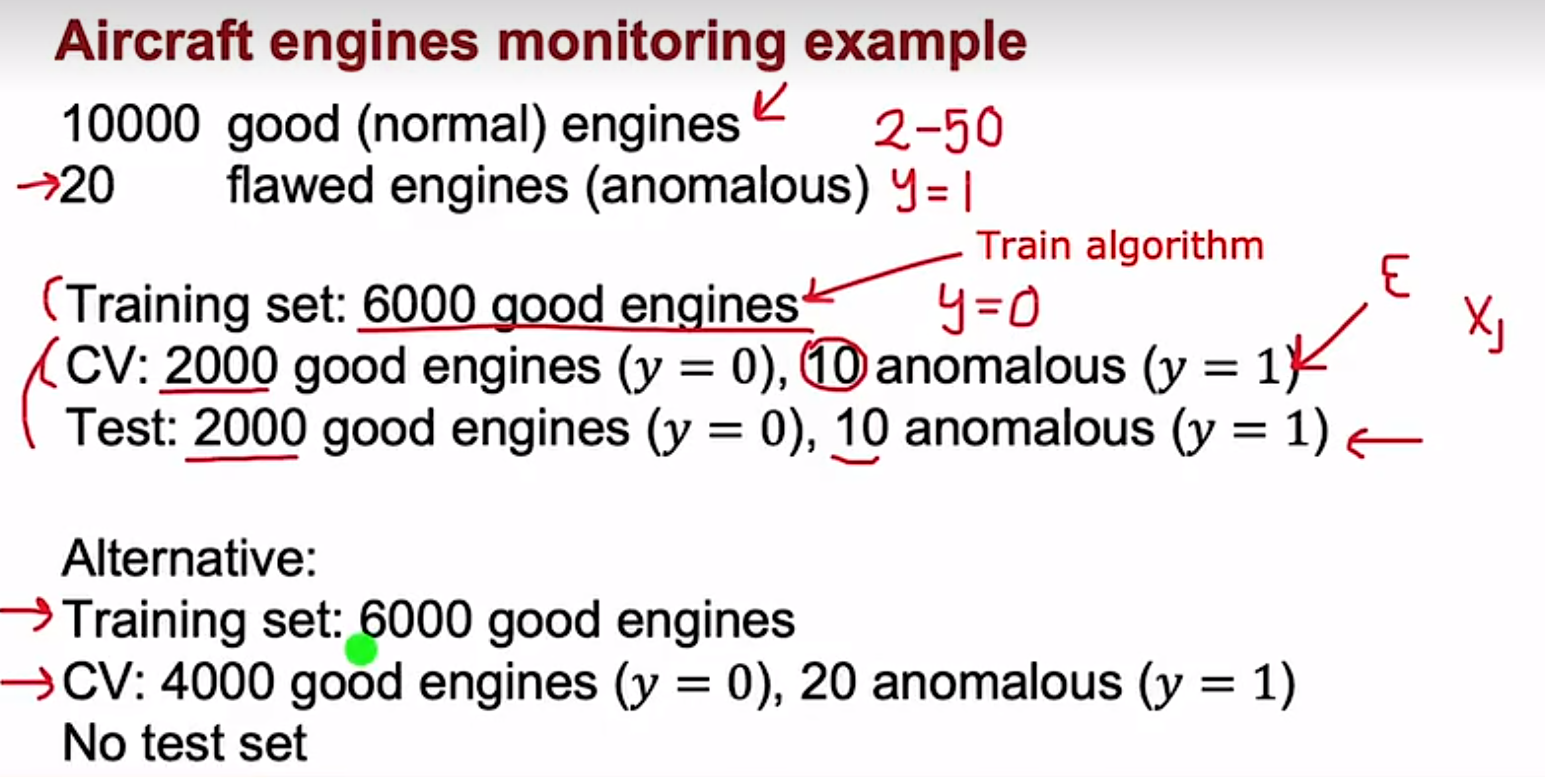 Aircraft engines monitoring example
10000 good (normal) engines 2-50
→20 flawed engines (anomalous) y=1
Train algorithm
Training set: 6000 good engines y=0
ε
xj
CV: 2000 good engines (y = 0), 10 anomalous (y = 1)
Test: 2000 good engines (y = 0), 10 anomalous (y = 1)
Alternative:
→Training set: 6000 good engines
→CV: 4000 good engines (y = 0), 20 anomalous (y = 1)
No test set